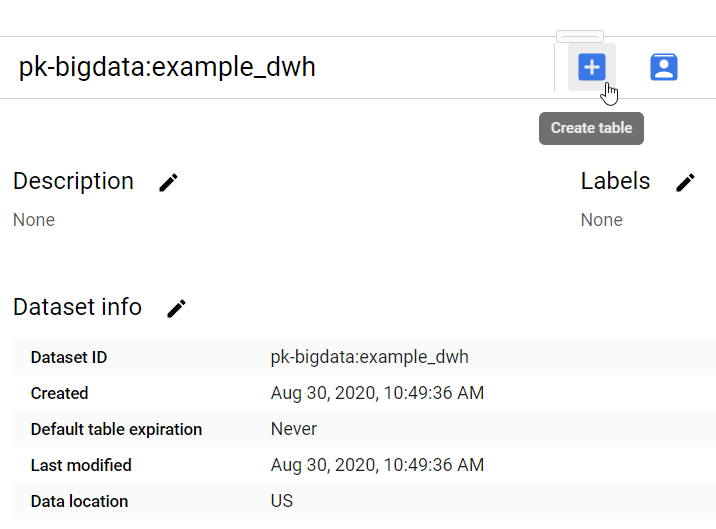 pk-bigdata:example_dwh
Create table
Description
Labels
None
None
Dataset info
Dataset ID pk-bigdata:example_dwh
Created Aug 30, 2020, 10:49:36 AM
Default table expiration Never
Last modified Aug 30, 2020, 10:49:36 AM
Data location US